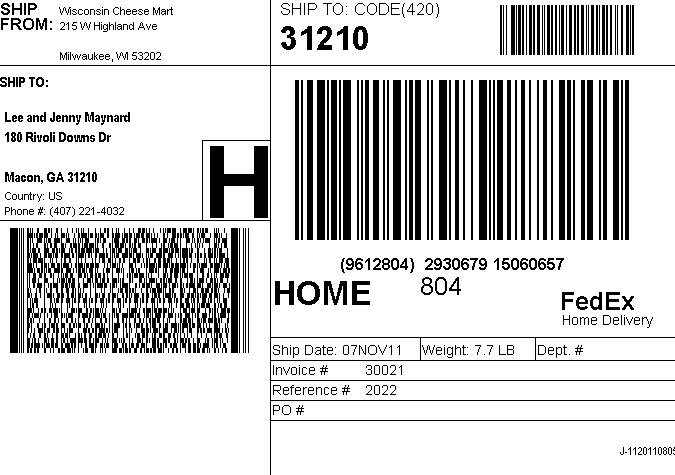 SHIP FROM: Wisconsin Cheese Mart
215 W Highland Ave
Milwaukee, WI 53202
SHIP TO:
Lee and Jenny Maynard
180 Rivoli Downs Dr
Macon, GA 31210
Country: US
Phone #: (407) 221-4032
H
SHIP TO: CODE(420)
31210
(9612804) 2930679 15060657
HOME 804
FedEx
Home Delivery
Ship Date: 07NOV11 Weight: 7.7 LB Dept. #
Invoice # 30021
Reference # 2022
PO #
J-1120110805